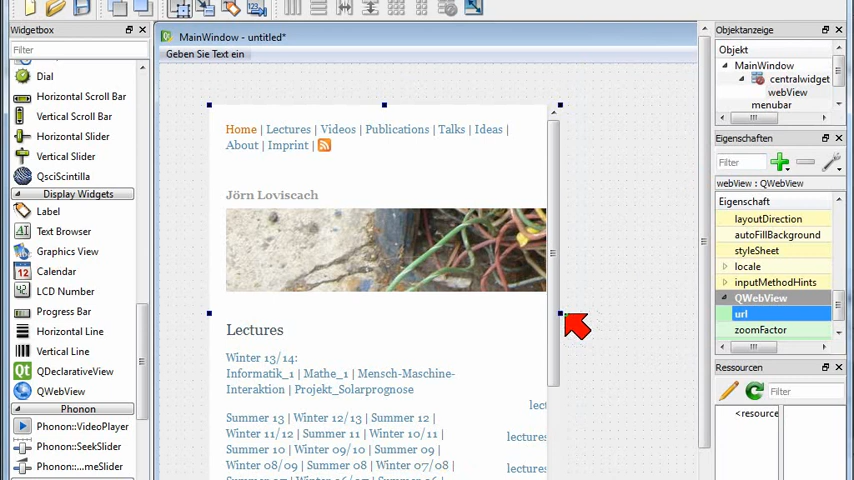 Widgetbox
Filter
Dial
Horizontal Scroll Bar
Vertical Scroll Bar
Horizontal Slider
Vertical Slider
QsciScintilla
Display Widgets
Label
Text Browser
Graphics View
Calendar
LCD Number
Progress Bar
Horizontal Line
Vertical Line
QDeclarativeView
QWebView
Phonon
Phonon::VideoPlayer
Phonon::SeekSlider
Phonon::...meSlider
MainWindow - untitled*
Geben Sie Text ein
Home | Lectures | Videos | Publications | Talks | Ideas |
About | Imprint |
Jörn Loviscach
Lectures
Winter 13/14:
Informatik_1 | Mathe_1 | Mensch-Maschine-
Interaktion | Projekt_Solarprognose
lect
Summer 13 | Winter 12/13 | Summer 12 |
Winter 11/12 | Summer 11 | Winter 10/11 |
lectures
Summer 10 | Winter 09/10 | Summer 09 |
Winter 08/09 | Summer 08 | Winter 07/08 |
lectures
Objektanzeige
Objekt
MainWindow
centralwidget
webView
menubar
Eigenschaften
Filter
webView : QWebView
Eigenschaft
layoutDirection
autoFillBackground
styleSheet
locale
inputMethodHints
QWebView
url
zoomFactor
Ressourcen
Filter
<resource